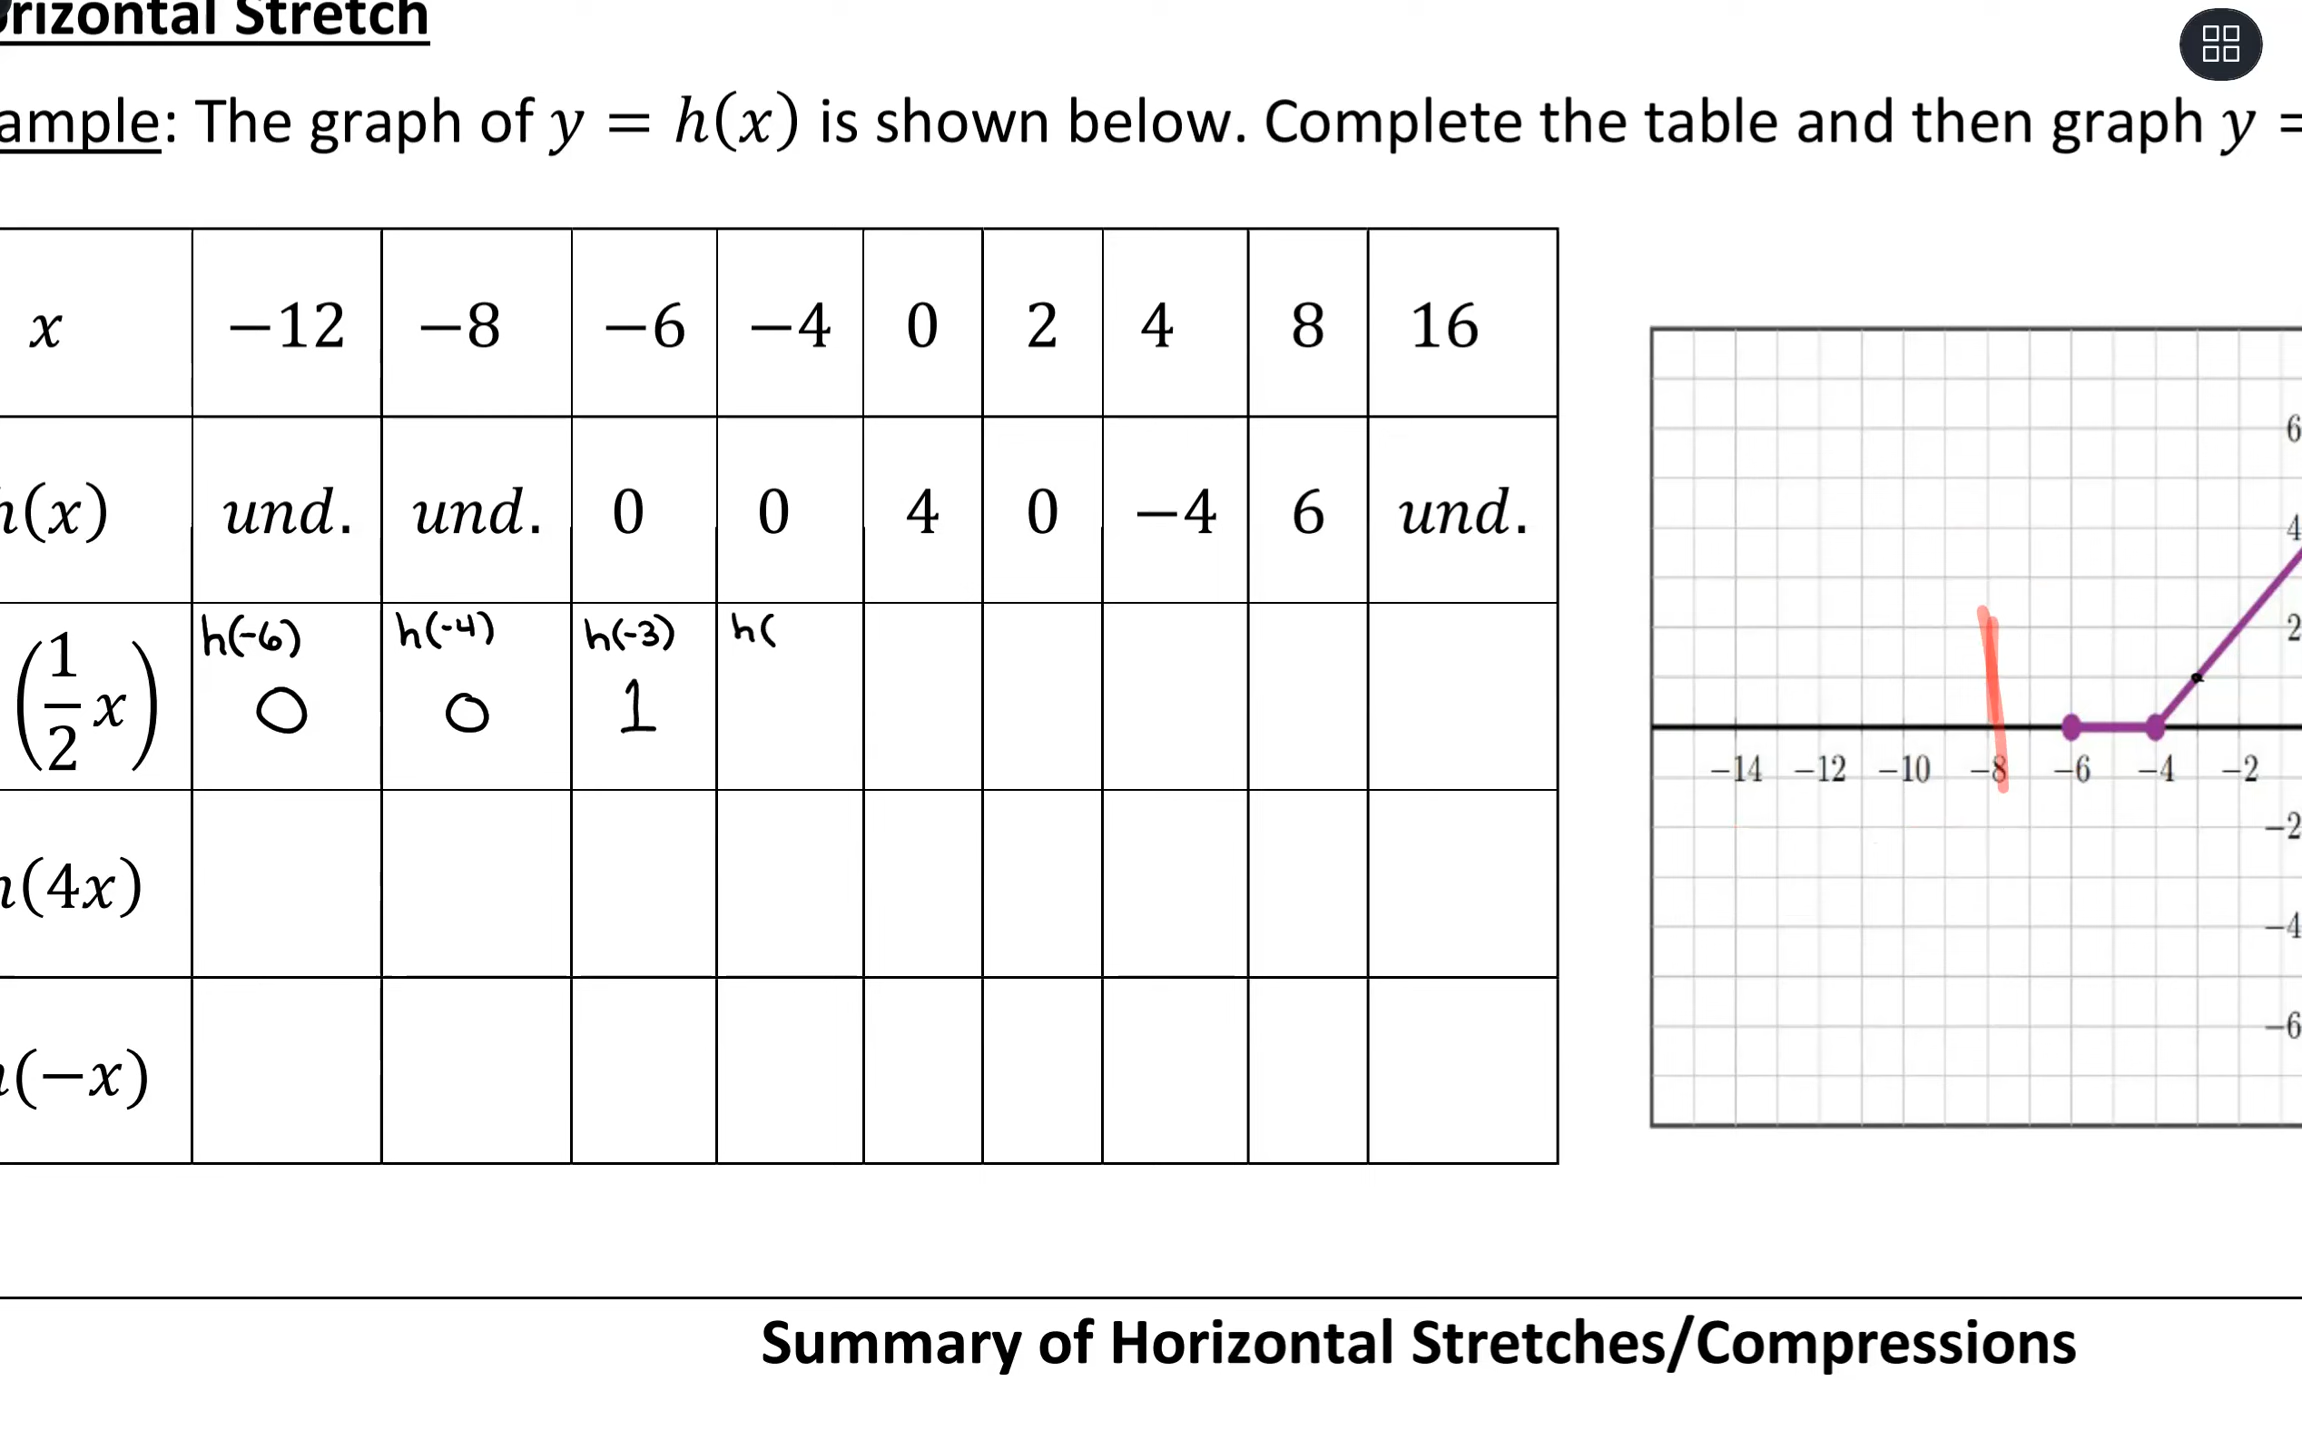 rizontal Stretch
ample: The graph of y = h(x) is shown below. Complete the table and then graph y =
x −12 −8 −6 −4 0 2 4 8 16
h(x) und. und. 0 0 4 0 −4 6 und.
(1/2 x) h(-6) h(-4) h(-3) h(
0 0 1
h(4x)
h(−x)
6
4
2
−14 −12 −10 −8 −6 −4 −2
−2
−4
−6
Summary of Horizontal Stretches/Compressions